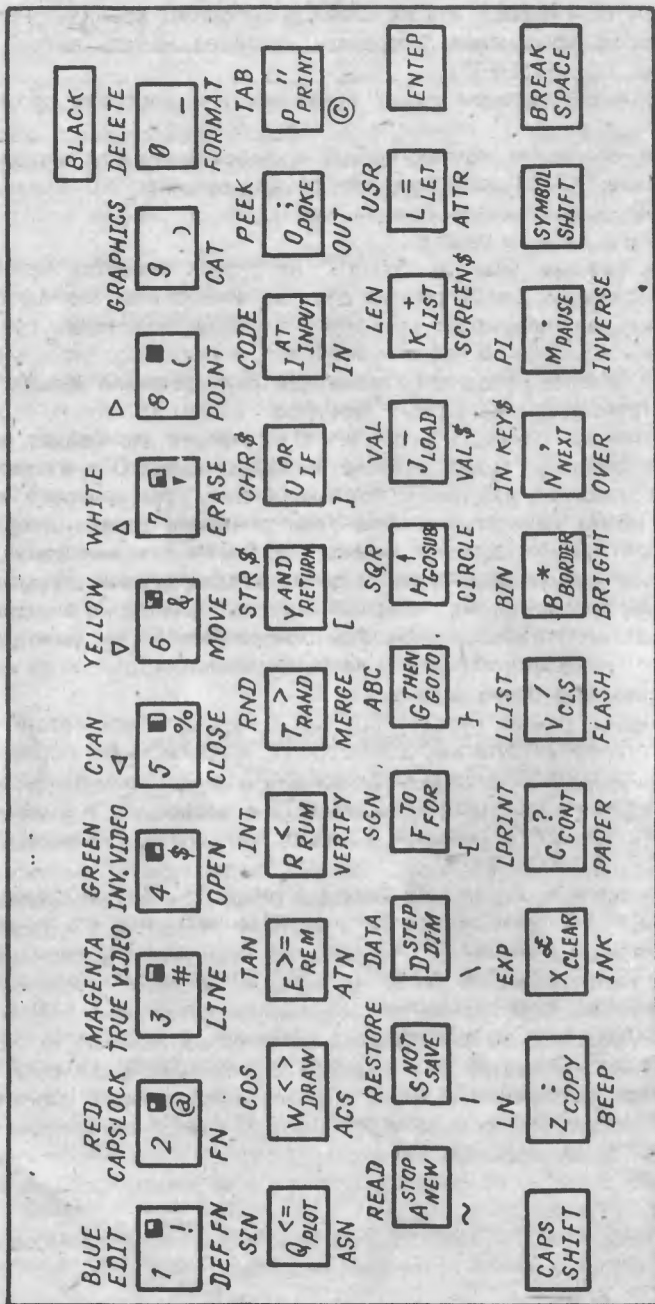 BLACK
BLUE RED MAGENTA GREEN CYAN YELLOW WHITE
EDIT CAPSLOCK TRUE VIDEO INV.VIDEO GRAPHICS DELETE
1 ! 2 @ 3 # 4 $ 5 % 6 & 7 ' 8 ( 9 ) 0 _
DEF FN FN LINE OPEN CLOSE MOVE ERASE POINT CAT FORMAT
SIN COS TAN INT RND STR$ CHR$ CODE PEEK TAB
Q <= W <> E >= R < T > Y AND U OR I AT O ; P "
PLOT DRAN REM RUM RAND RETURN IF INPUT POKE PRINT
ASN AGS ATN VERIFY MERGE [ ] IN OUT ©
READ RESTORE DATA SGN. ABC SQR VAL LEN USR
A STOP S NOT D STEP F TO G THEN H ↑ J - K + L = ENTEP
NEW SAVE DIM FOR GOTO GOSUB LOAD LIST LET
~ | \ { } CIRCLE VAL$ SCREEN$ ATTR
LN EXP LPRINT LLIST BIN IN KEY$ PI
CAPS Z : X £ C ? V / B * N , M . SYMBOL BREAK
SHIFT COPY CLEAR CONT CLS BORDER NEXT PAUSE SHIFT SPACE
BEEP INK PAPER FLASH BRIGHT OVER INVERSE